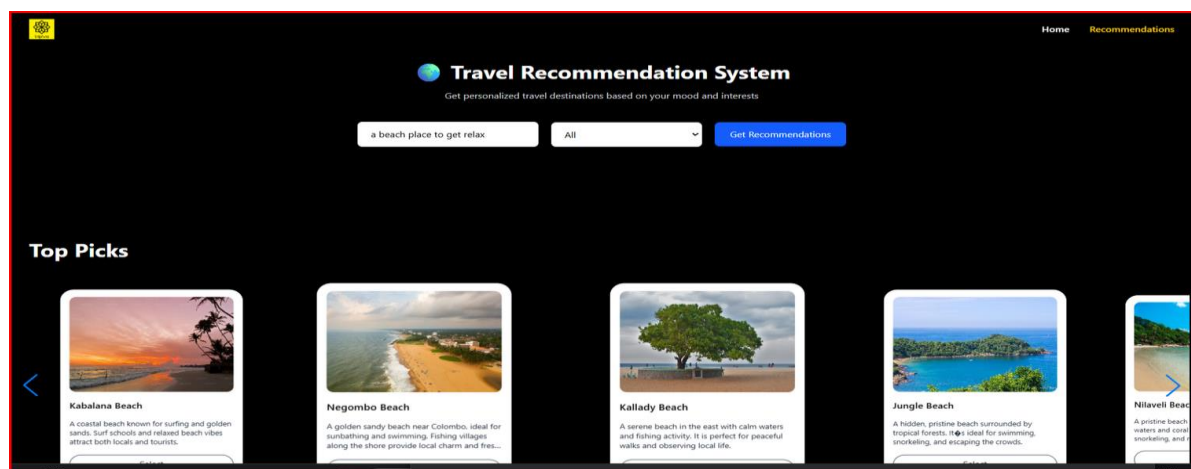 Home Recommendations
Travel Recommendation System
Get personalized travel destinations based on your mood and interests
a beach place to get relax All Get Recommendations
Top Picks
Kabalana Beach
A coastal beach known for surfing and golden
sands. Surf schools and relaxed beach vibes
attract both locals and tourists.
Select
Negombo Beach
A golden sandy beach near Colombo, ideal for
sunbathing and swimming. Fishing villages
along the shore provide local charm and fres...
Kallady Beach
A serene beach in the east with calm waters
and fishing activity. It is perfect for peaceful
walks and observing local life.
Jungle Beach
A hidden, pristine beach surrounded by
tropical forests. It�s ideal for swimming,
snorkeling, and escaping the crowds.
Select
Nilaveli Beac
A pristine beach
waters and coral
snorkeling, and